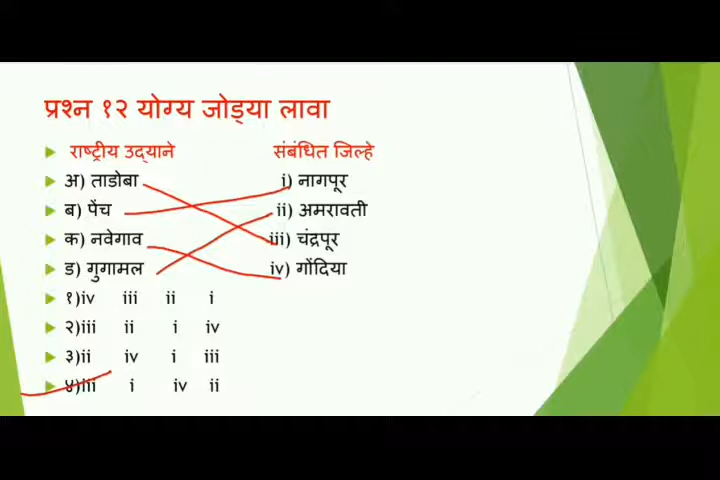 प्रश्न १२ योग्य जोड्या लावा
राष्ट्रीय उद्याने संबंधित जिल्हे
अ) ताडोबा i) नागपूर
ब) पेंच ii) अमरावती
क) नवेगाव iii) चंद्रपूर
ड) गुगामल iv) गोंदिया
१)iv iii ii i
२)iii ii i iv
३)ii iv i iii
४)iii i iv ii